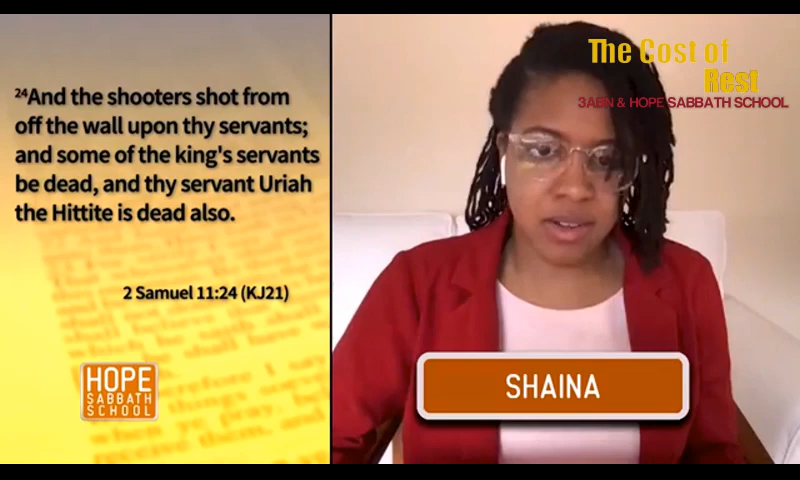 ²⁴And the shooters shot from
off the wall upon thy servants;
and some of the king's servants
be dead, and thy servant Uriah
the Hittite is dead also.
2 Samuel 11:24 (KJ21)
HOPE
SABBATH
SCHOOL
The Cost of
Rest
3ABN & HOPE SABBATH SCHOOL
SHAINA